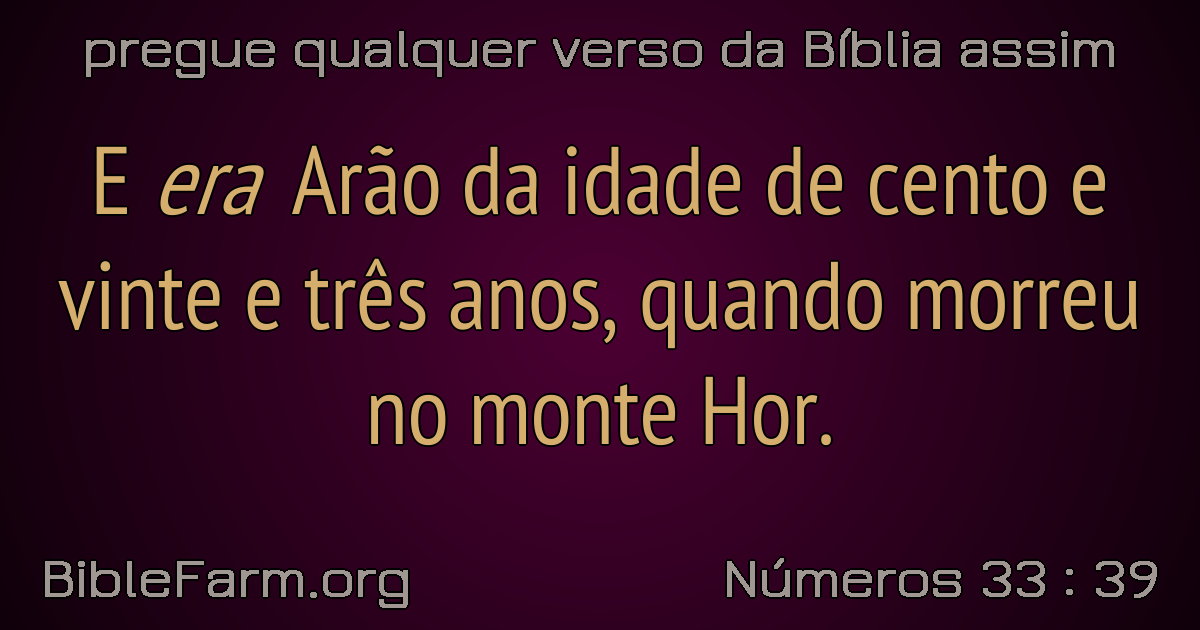 pregue qualquer verso da Bíblia assim
E era Arão da idade de cento e
vinte e três anos, quando morreu
no monte Hor.
BibleFarm.org
Números 33 : 39